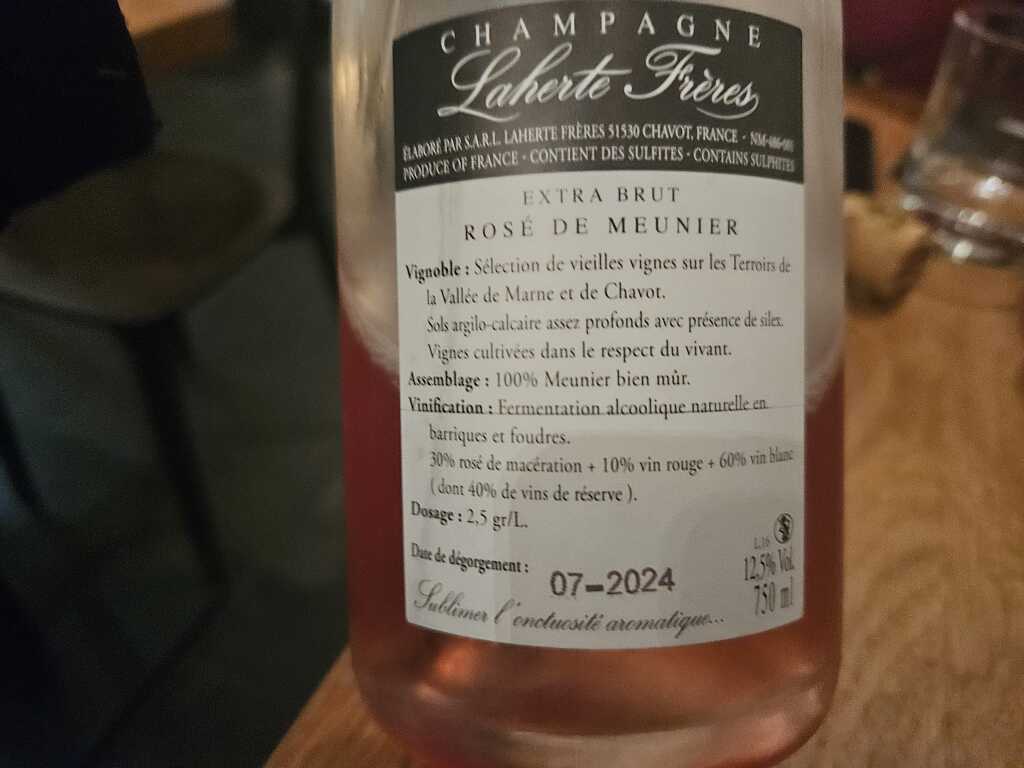 CHAMPAGNE
Laherte Frères
ÉLABORÉ PAR S.A.R.L. LAHERTE FRÈRES 51530 CHAVOT, FRANCE -
PRODUCE OF FRANCE - CONTIENT DES SULFITES - CONTAINS SULPHITES
EXTRA BRUT
ROSÉ DE MEUNIER
Vignoble : Sélection de vieilles vignes sur les Terroirs de
la Vallée de Marne et de Chavot.
Sols argilo-calcaire assez profonds avec présence de silex.
Vignes cultivées dans le respect du vivant.
Assemblage : 100% Meunier bien mûr.
Vinification : Fermentation alcoolique naturelle en
barriques et foudres.
30% rosé de macération + 10% vin rouge + 60% vin blanc
( dont 40% de vins de réserve ).
Dosage : 2,5 gr/L.
L.16
Date de dégorgement : 07-2024
12,5% Vol.
750 ml
Sublimer l'onctuosité aromatique...